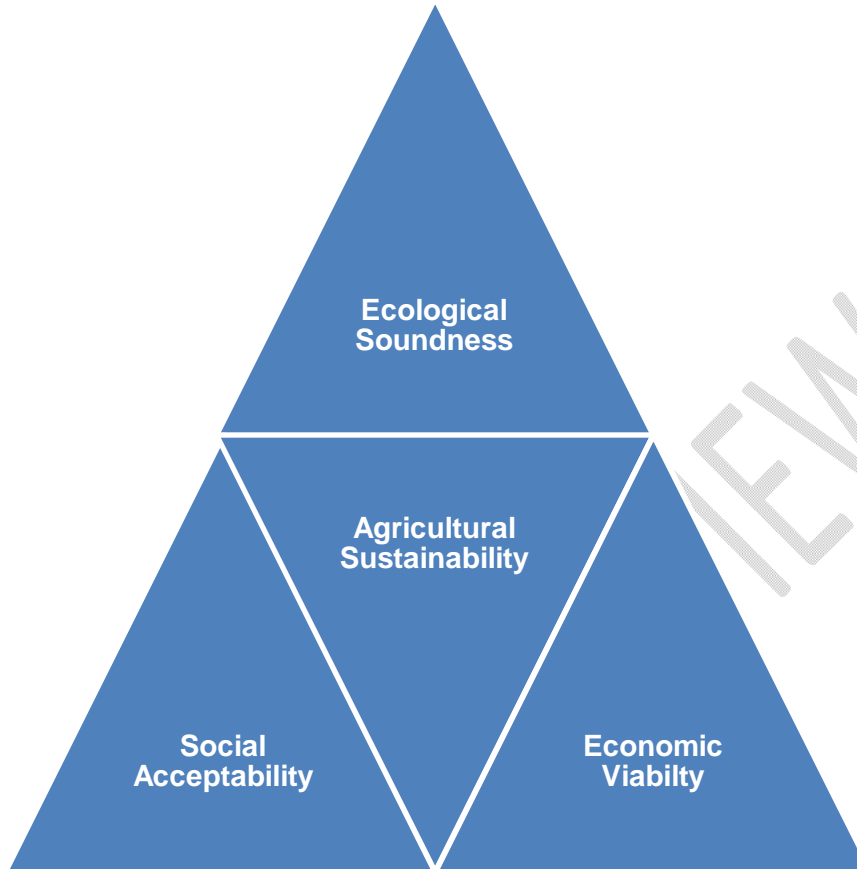 Ecological
Soundness
Agricultural
Sustainability
Social
Acceptability
Economic
Viabilty